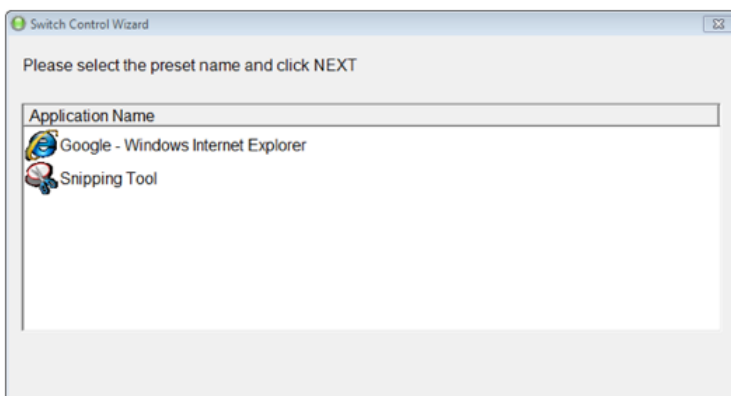 Switch Control Wizard
Please select the preset name and click NEXT
Application Name
Google - Windows Internet Explorer
Snipping Tool